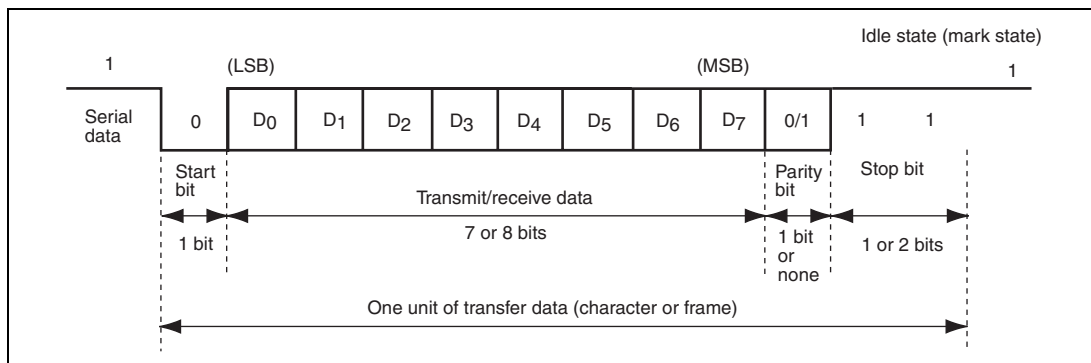 Idle state (mark state)
1 (LSB) (MSB) 1
Serial data
0 D0 D1 D2 D3 D4 D5 D6 D7 0/1 1 1
Start bit
Parity bit
Stop bit
Transmit/receive data
1 bit
7 or 8 bits
1 bit or none
1 or 2 bits
One unit of transfer data (character or frame)